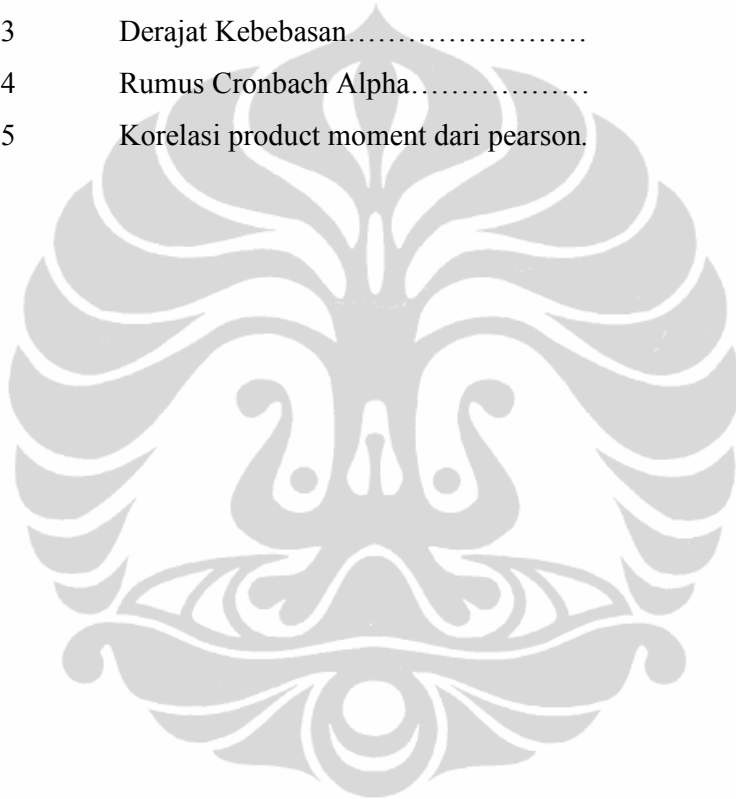 3 Derajat Kebebasan……………………
4 Rumus Cronbach Alpha………………
5 Korelasi product moment dari pearson.